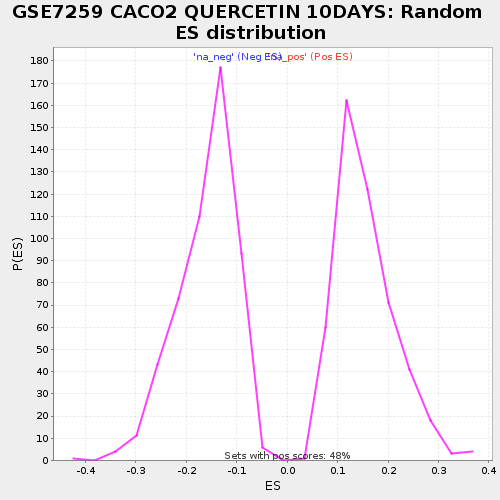 GSE7259 CACO2 QUERCETIN 10DAYS: Random
ES distribution
'na_neg' (Neg ES) 'na_pos' (Pos ES)
180
170
160
150
140
130
120
110
100
90
80
70
60
50
40
30
20
10
0
P(ES)
Sets with pos scores: 48%
-0.4 -0.3 -0.2 -0.1 0.0 0.1 0.2 0.3 0.4
ES